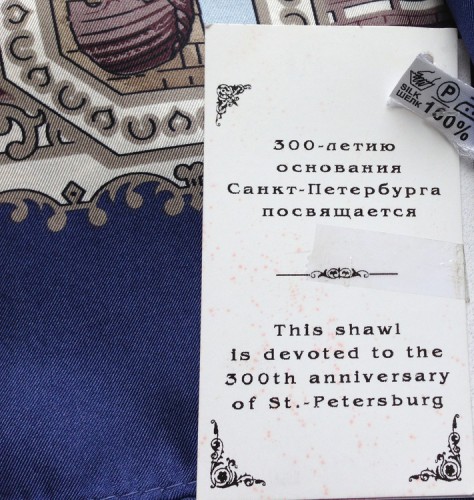 SILK
ШЕЛК
100%
P
300-летию
основания
Санкт-Петербурга
посвящается
This shawl
is devoted to the
300th anniversary
of St.-Petersburg